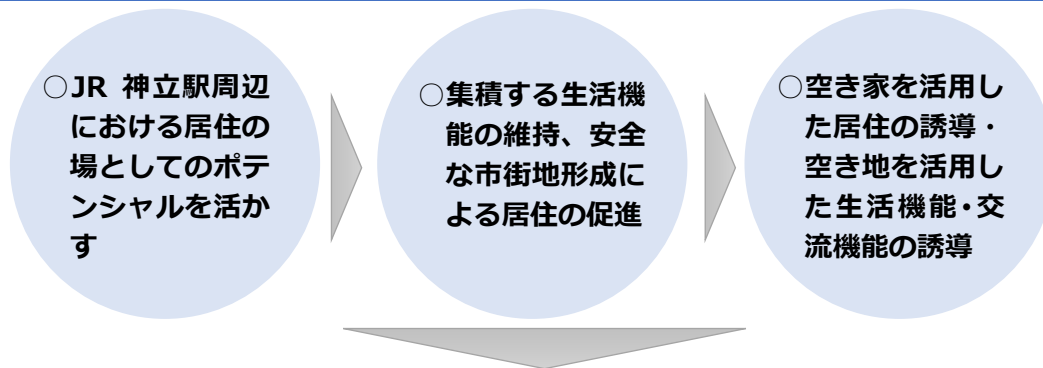 ○JR 神立駅周辺
における居住の
場としてのポテ
ンシャルを活か
す
○集積する生活機
能の維持、安全
な市街地形成に
よる居住の促進
○空き家を活用し
た居住の誘導・
空き地を活用し
た生活機能・交
流機能の誘導